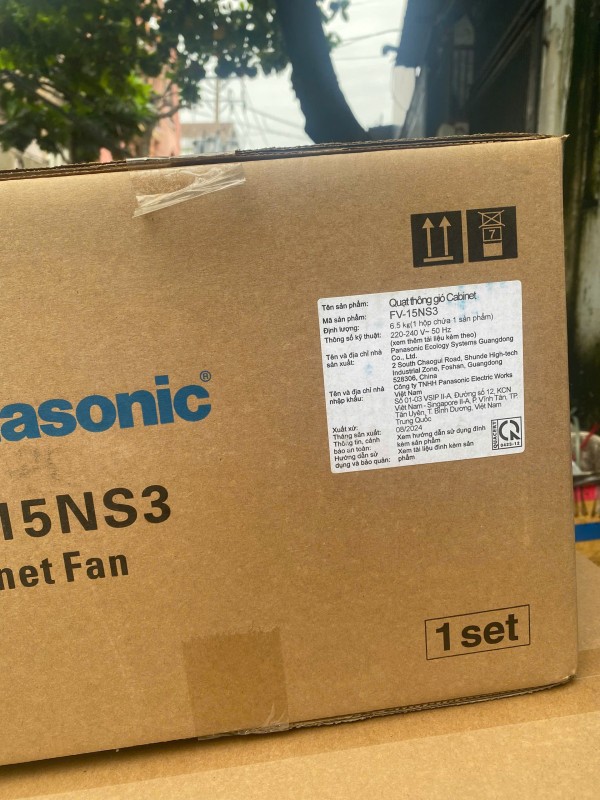 Tên sản phẩm: Quạt thông gió Cabinet
Mã sản phẩm: FV-15NS3
Định lượng: 6.5 kg(1 hộp chứa 1 sản phẩm)
Thông số kỹ thuật: 220-240 V~ 50 Hz
(xem thêm tài liệu kèm theo)
Tên và địa chỉ nhà sản xuất: Panasonic Ecology Systems Guangdong
Co., Ltd.
2 South Chaogui Road, Shunde High-tech
Industrial Zone, Foshan, Guangdong
528306, China
Tên và địa chỉ nhà nhập khẩu: Công ty TNHH Panasonic Electric Works
Việt Nam
Số 01-03 VSIP II-A, Đường số 12, KCN
Việt Nam - Singapore II-A, P. Vĩnh Tân, TP.
Tân Uyên, T. Bình Dương, Việt Nam
Xuất xứ: Trung Quốc
Tháng sản xuất: 08/2024
Thông tin, cảnh báo an toàn: Xem hướng dẫn sử dụng đính
kèm sản phẩm
Hướng dẫn sử dụng và bảo quản: Xem tài liệu đính kèm sản
phẩm
QUACERT
7
asonic®
15NS3
net Fan
1 set